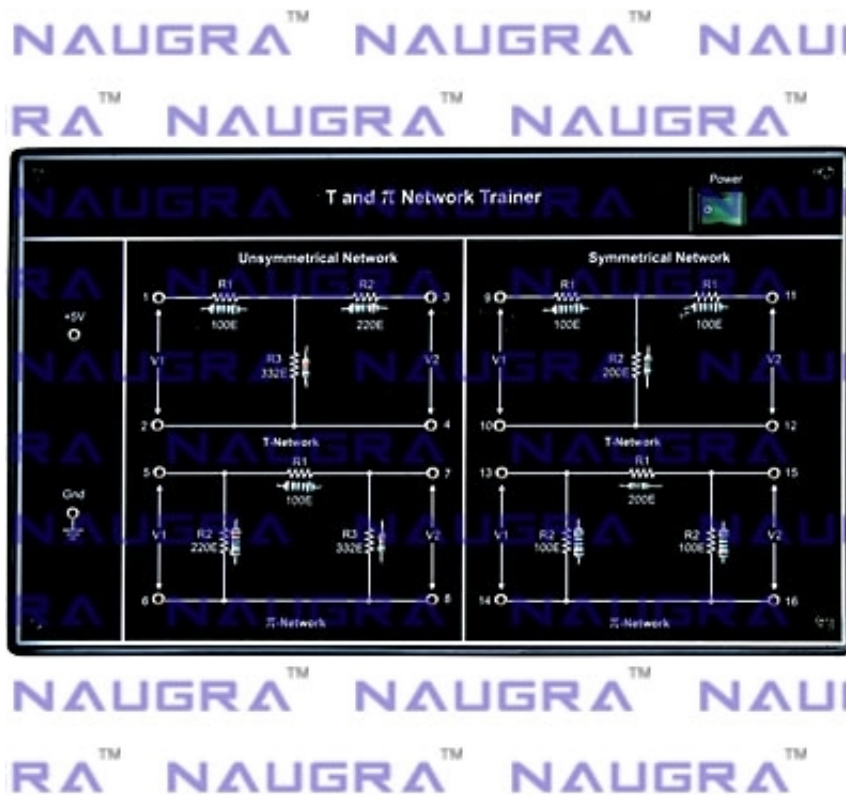 NAUGRA™ NAUGRA™ NAU
RA™ NAUGRA™ NAUGRA™
T and π Network Trainer
Power
Unsymmetrical Network
Symmetrical Network
+5V
Gnd
1
R1
100E
R2
220E
3
V1
R3
332E
V2
2
4
T-Network
5
R1
100E
7
V1
R2
220E
R3
332E
V2
6
8
π-Network
9
R1
100E
R1
100E
11
V1
R2
200E
V2
10
12
T-Network
13
R1
200E
15
V1
R2
100E
R2
100E
V2
14
16
π-Network
NAUGRA™ NAUGRA™ NAU
RA™ NAUGRA™ NAUGRA™